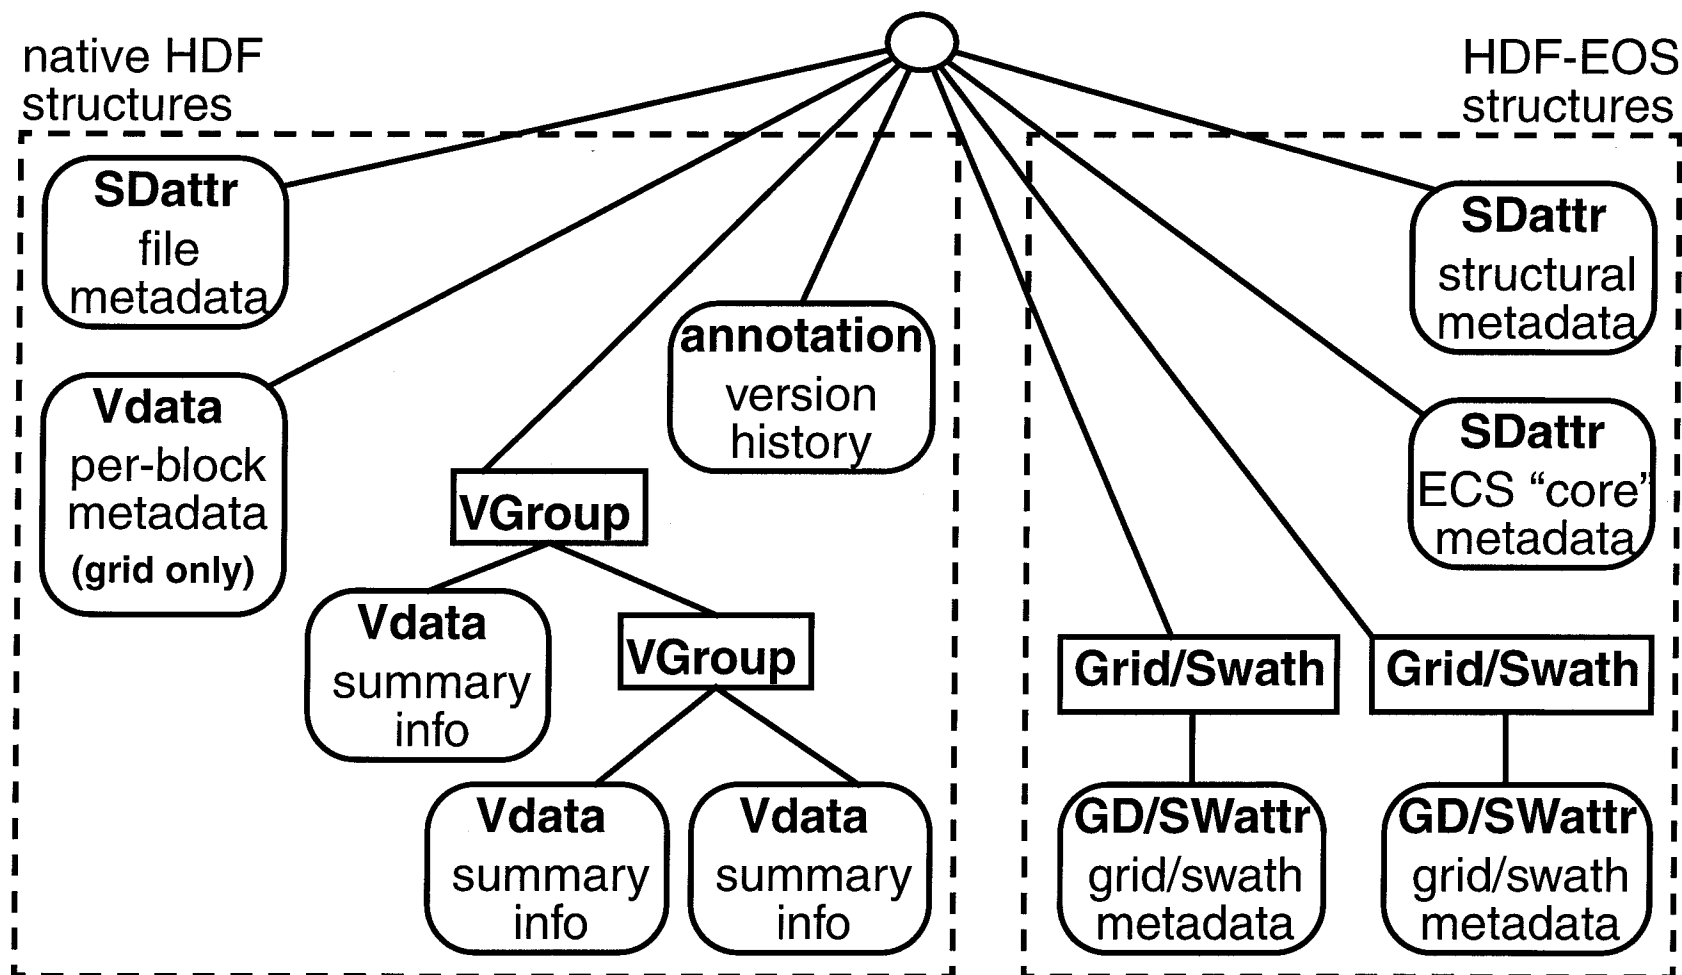 native HDF
structures
HDF-EOS
structures
SDattr
file
metadata
Vdata
per-block
metadata
(grid only)
annotation
version
history
VGroup
Vdata
summary
info
VGroup
Vdata
summary
info
Vdata
summary
info
SDattr
structural
metadata
SDattr
ECS “core”
metadata
Grid/Swath
Grid/Swath
GD/SWattr
grid/swath
metadata
GD/SWattr
grid/swath
metadata